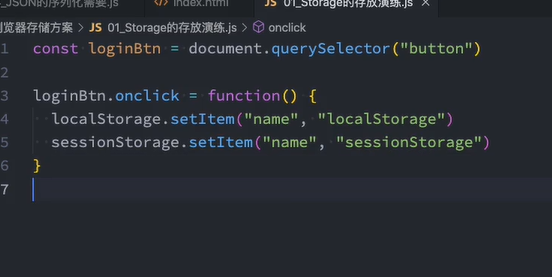 _JSON的序列化需要.js index.html JS 01_Storage的存放演练.js ×
浏览器存储方案 > JS 01_Storage的存放演练.js > onclick
1 const loginBtn = document.querySelector("button")
2
3 loginBtn.onclick = function() {
4 localStorage.setItem("name", "localStorage")
5 sessionStorage.setItem("name", "sessionStorage")
6 }
7